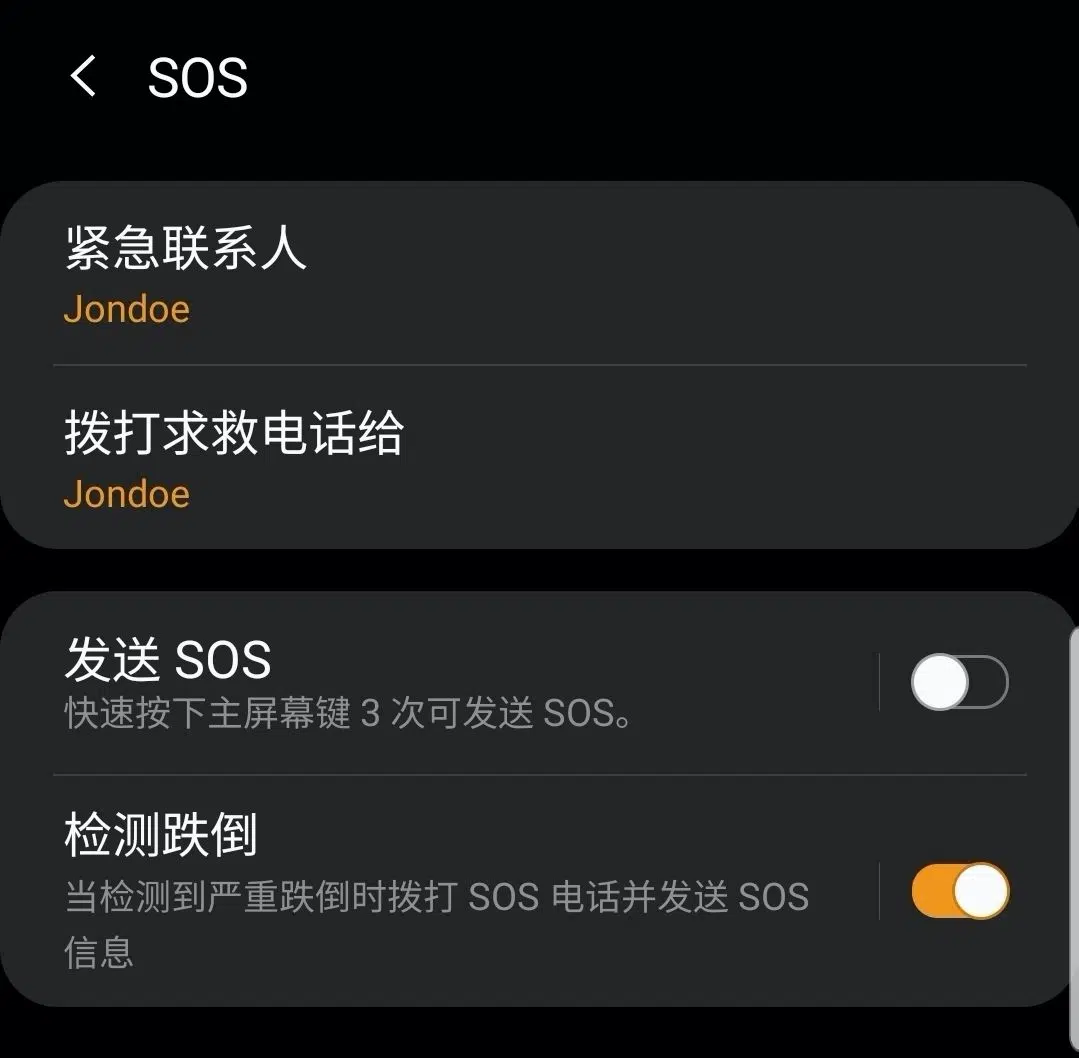 SOS
紧急联系人
Jondoe
拨打求救电话给
Jondoe
发送 SOS
快速按下主屏幕键 3 次可发送 SOS。
检测跌倒
当检测到严重跌倒时拨打 SOS 电话并发送 SOS
信息